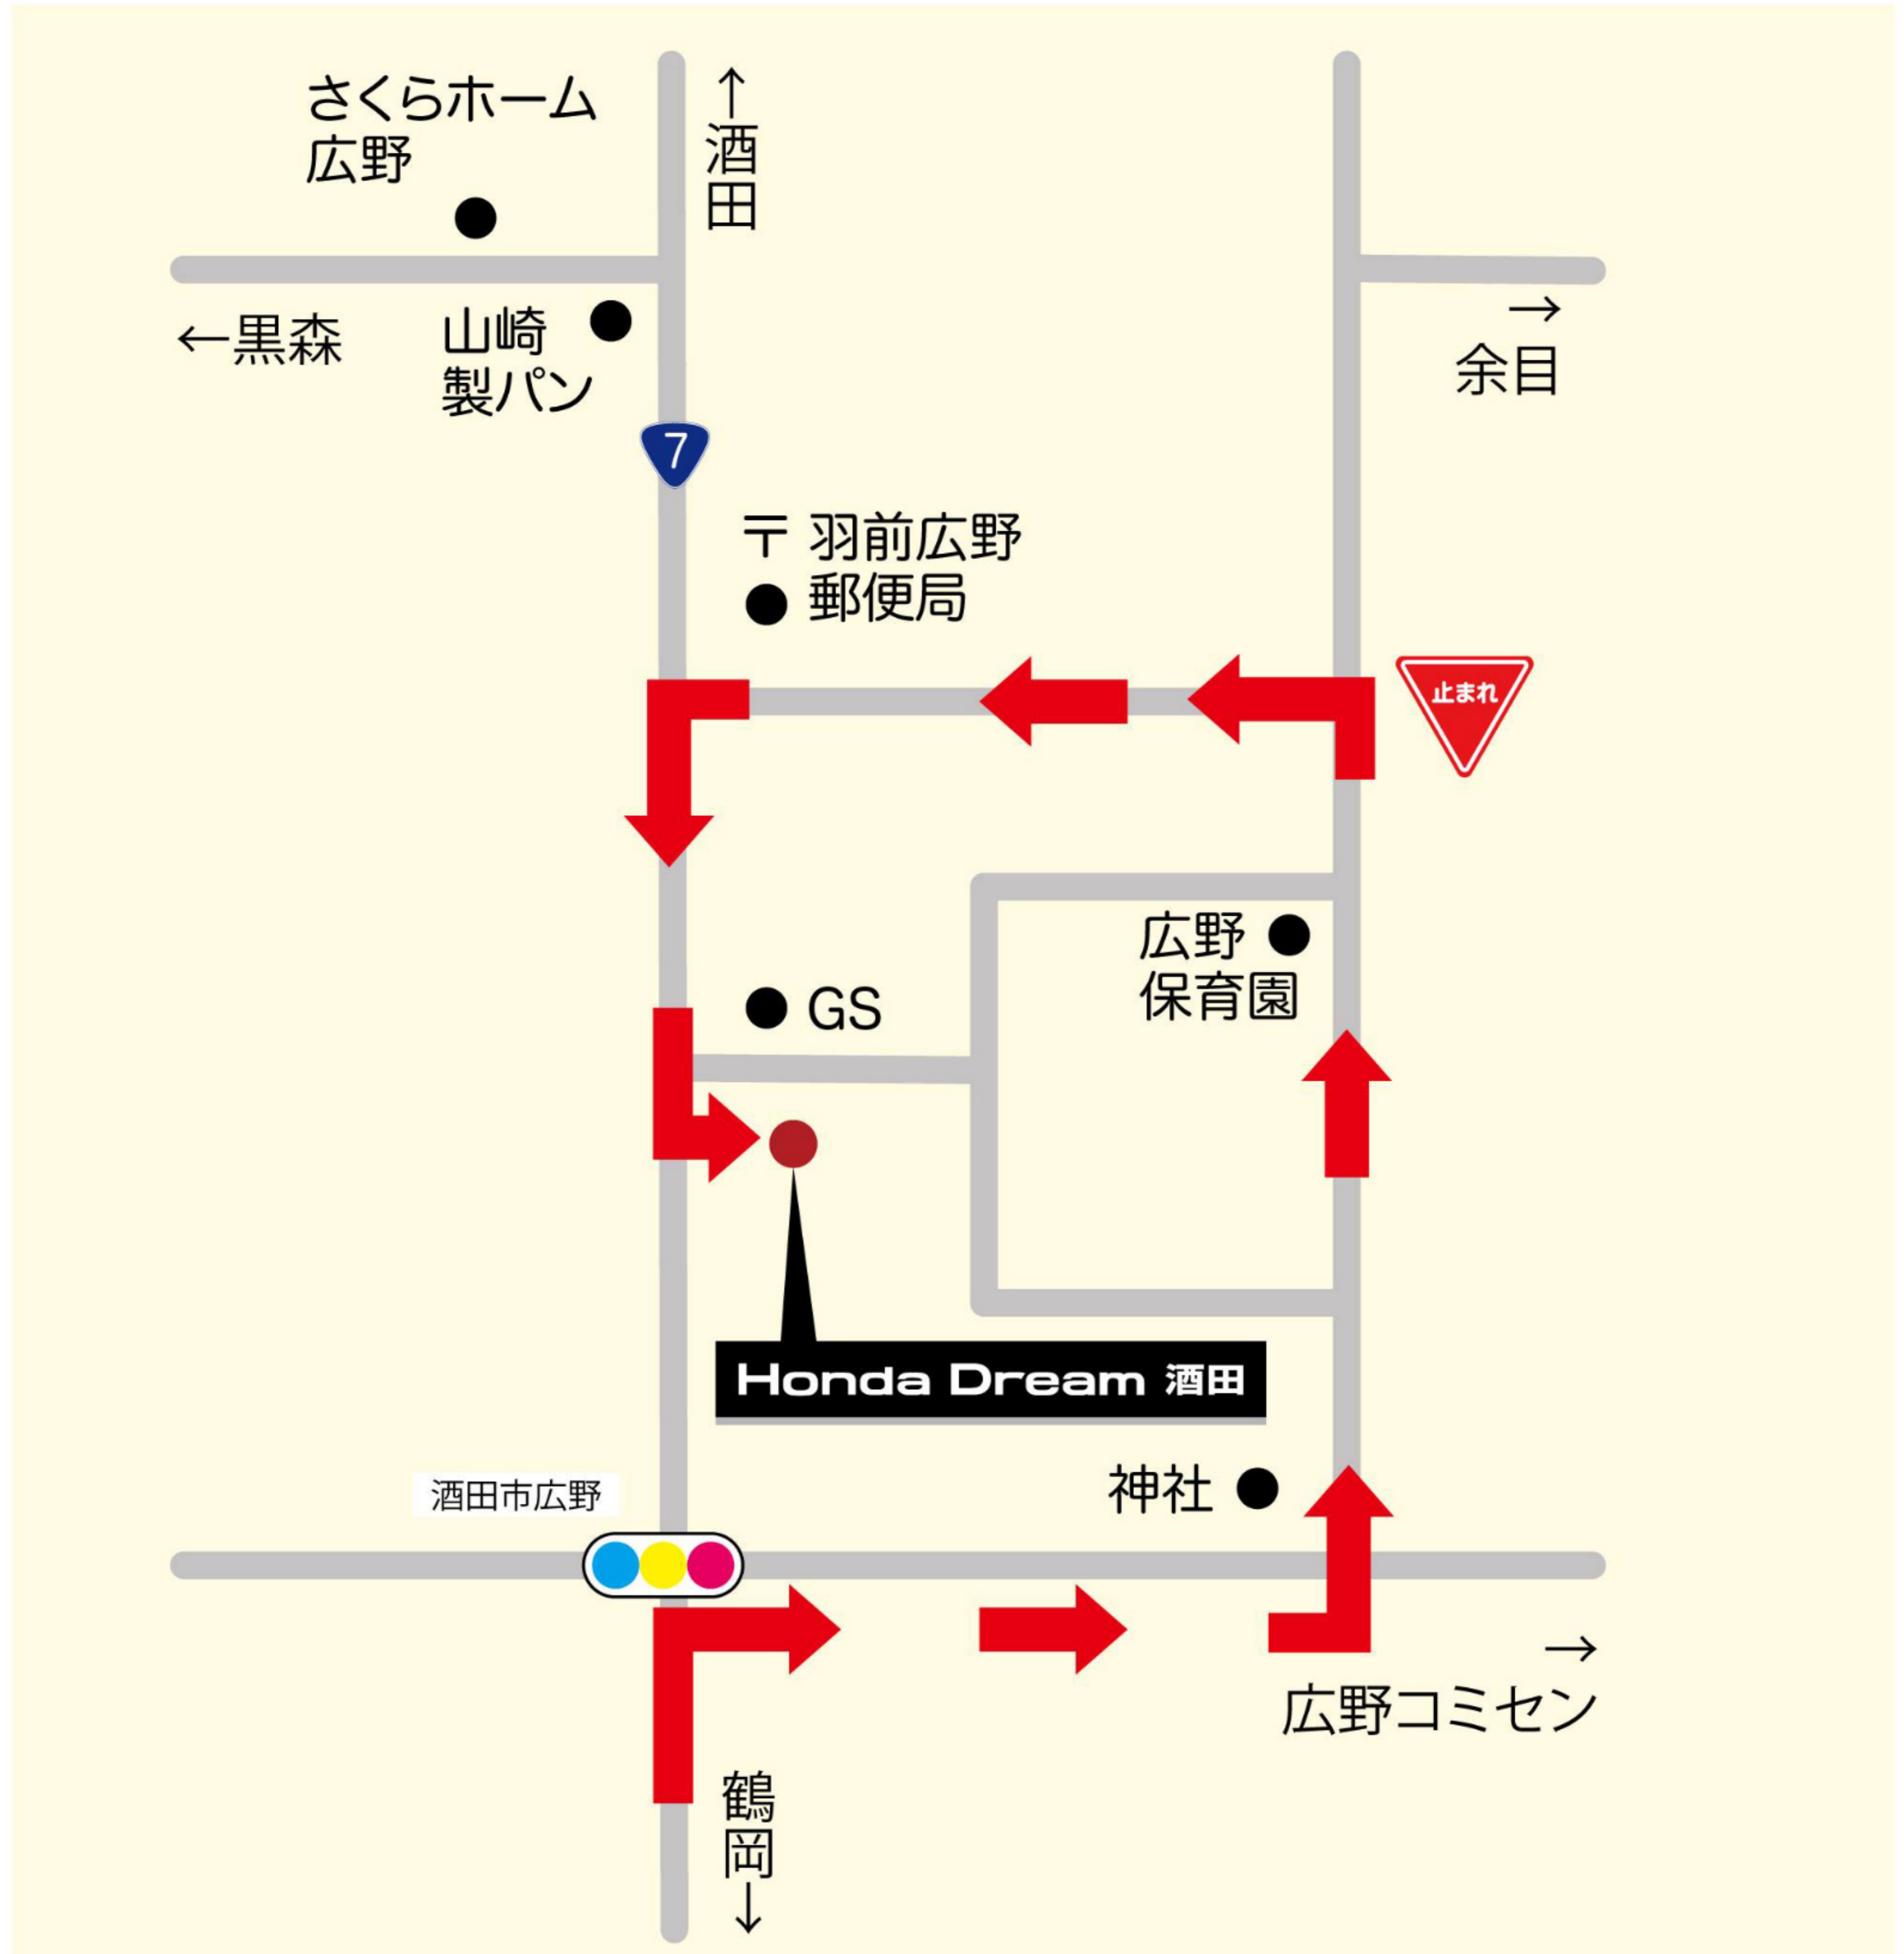 さくらホーム
広野
↑酒田
←黒森
山崎
製パン
→
余目
7
〒 羽前広野
郵便局
止まれ
広野
保育園
GS
Honda Dream 酒田
神社
酒田市広野
→
広野コミセン
鶴岡↓